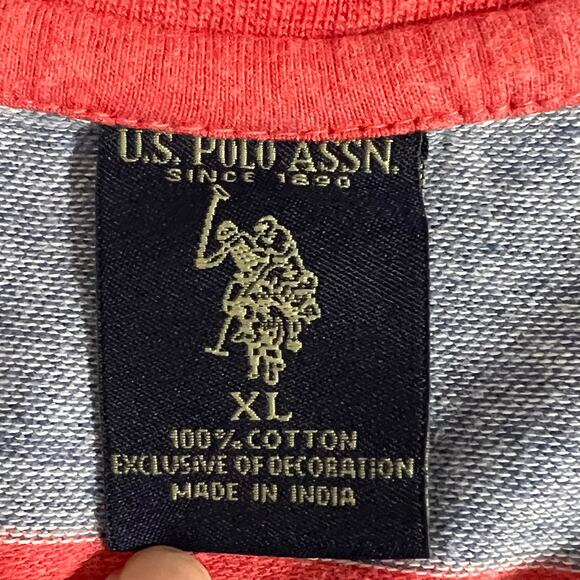 U.S. POLO ASSN.
SINCE 1890
XL
100% COTTON
EXCLUSIVE OF DECORATION
MADE IN INDIA